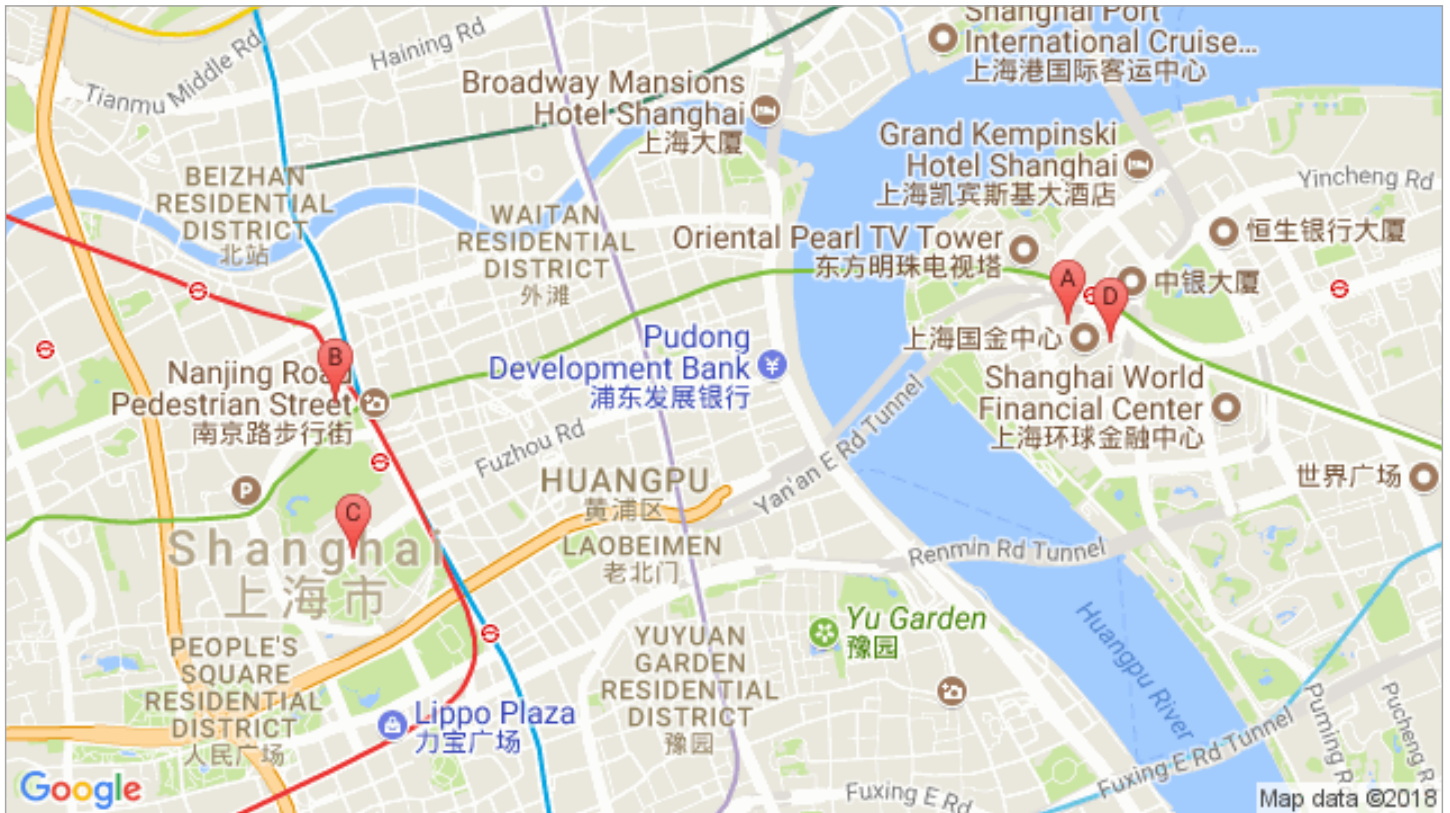 Shanghai Port
International Cruise...
上海港国际客运中心
Haining Rd
Tianmu Middle Rd
Broadway Mansions
Hotel Shanghai
上海大厦
Grand Kempinski
Hotel Shanghai
上海凯宾斯基大酒店
Yincheng Rd
BEIZHAN
RESIDENTIAL
DISTRICT
北站
WAITAN
RESIDENTIAL
DISTRICT
外滩
Oriental Pearl TV Tower
东方明珠电视塔
恒生银行大厦
A
D
中银大厦
上海国金中心
B
Nanjing Road
Pedestrian Street
南京路步行街
Pudong
Development Bank
浦东发展银行
¥
Shanghai World
Financial Center
上海环球金融中心
Fuzhou Rd
Yan'an E Rd Tunnel
世界广场
P
HUANGPU
黄浦区
C
Shanghai
上海市
LAOBEIMEN
老北门
Renmin Rd Tunnel
Yu Garden
豫园
Huangpu River
PEOPLE'S
SQUARE
RESIDENTIAL
DISTRICT
人民广场
YUYUAN
GARDEN
RESIDENTIAL
DISTRICT
豫园
Lippo Plaza
力宝广场
Fuxing E Rd Tunnel
Puming R
Pucheng R
Fuxing E Rd
Google
Map data ©2018